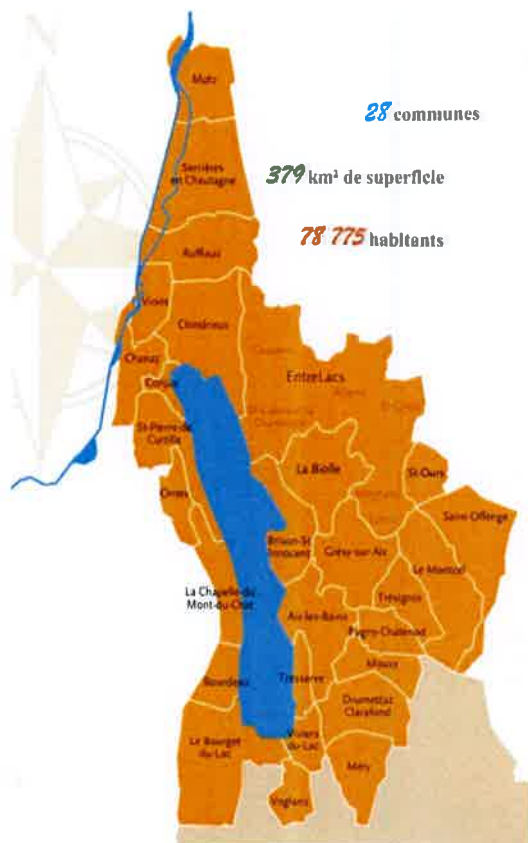 N
Motz
28 communes
Serrières
en Chautagne
379 km² de superficie
78 775 habitants
Ruffieux
Vions
Chindrieux
Chanaz
Conjux
EntreLacs
St-Pierre de
Curtille
La Biolle
St-Ours
Ontex
Saint-Offenge
Brison-St
Innocent
Grésy-sur-Aix
Le Montcel
La Chapelle-du
Mont-du-Chat
Trévignin
Aix-les-Bains
Pugny-Chatenod
Mouxy
Bourdeau
Tresserve
Drumettaz
Clarafond
Le Bourget
du-Lac
Viviers
du-Lac
Méry
Voglans